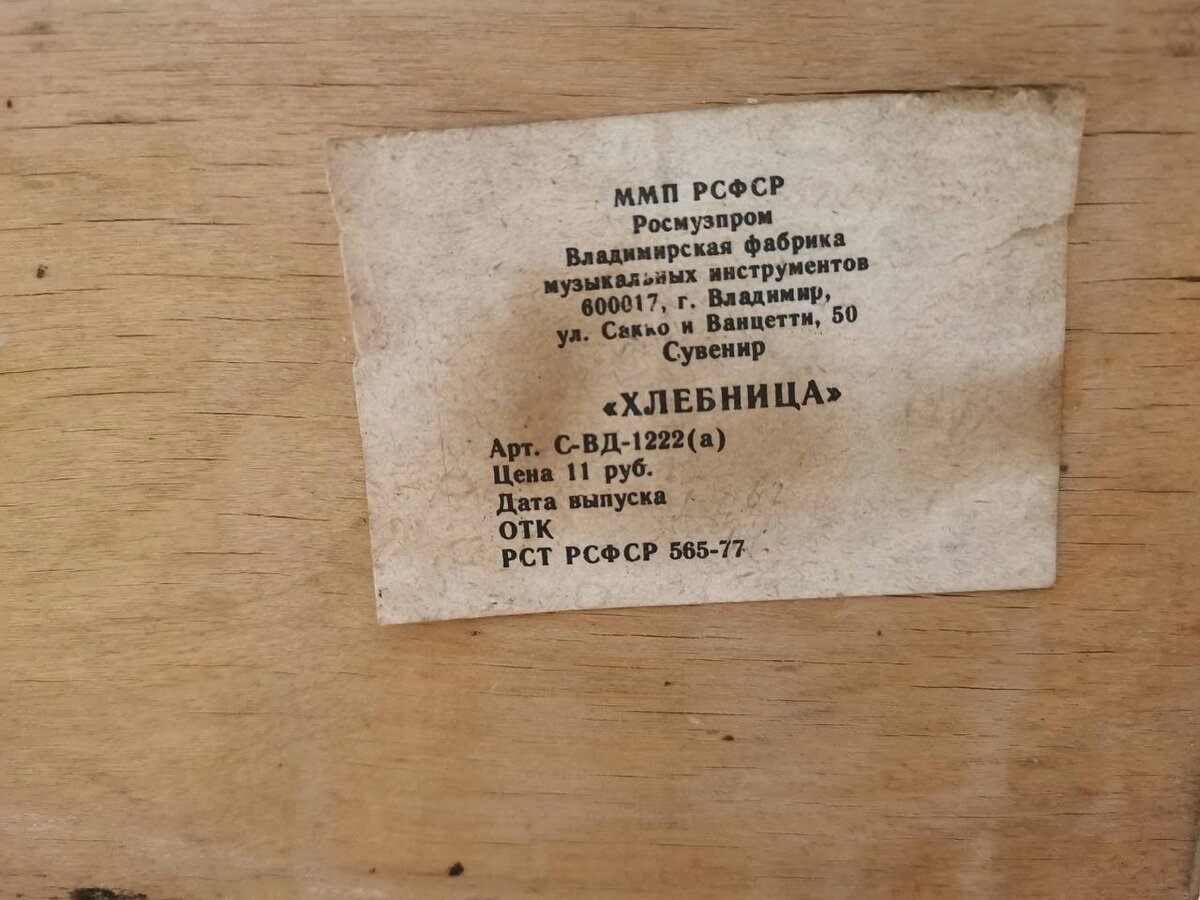 ММП РСФСР
Росмузпром
Владимирская фабрика
музыкальных инструментов
600017, г. Владимир,
ул. Сакко и Ванцетти, 50
Сувенир
«ХЛЕБНИЦА»
Арт. С-ВД-1222(а)
Цена 11 руб.
Дата выпуска
ОТК
РСТ РСФСР 565-77